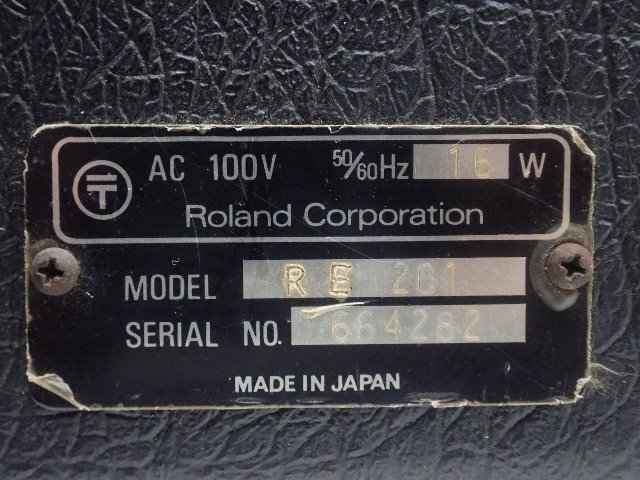 〒 AC 100V 50/60Hz 16 W
Roland Corporation
MODEL RE 201
SERIAL NO. 664282
MADE IN JAPAN